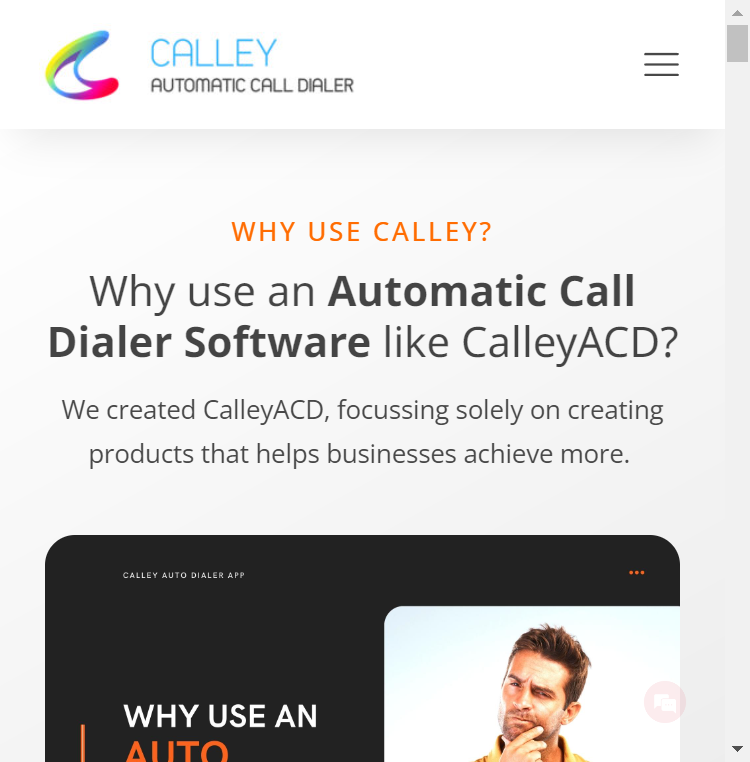 CALLEY
AUTOMATIC CALL DIALER
WHY USE CALLEY?
Why use an Automatic Call
Dialer Software like CalleyACD?
We created CalleyACD, focussing solely on creating
products that helps businesses achieve more.
CALLEY AUTO DIALER APP
WHY USE AN
AUTO